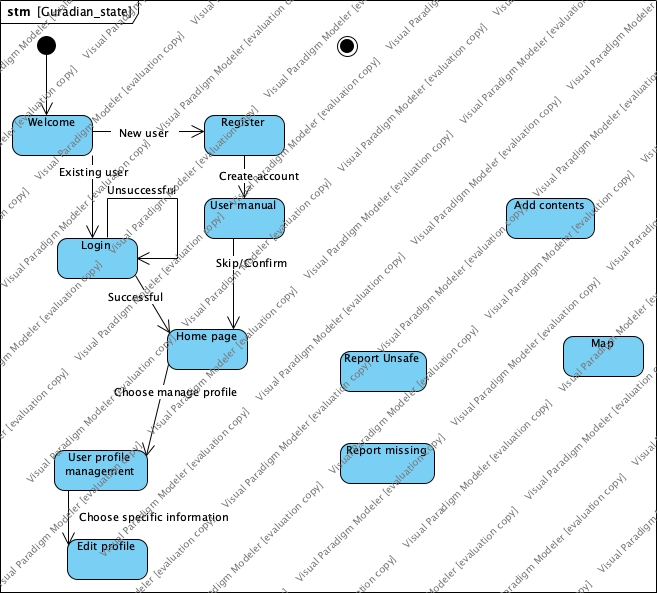 stm [Guradian_state]
Welcome
New user
Register
Existing user
Unsuccessful
Create account
User manual
Add contents
Login
Skip/Confirm
Successful
Home page
Report Unsafe
Map
Choose manage profile
User profile
management
Report missing
Choose specific information
Edit profile
Visual Paradigm Modeler [evaluation copy]